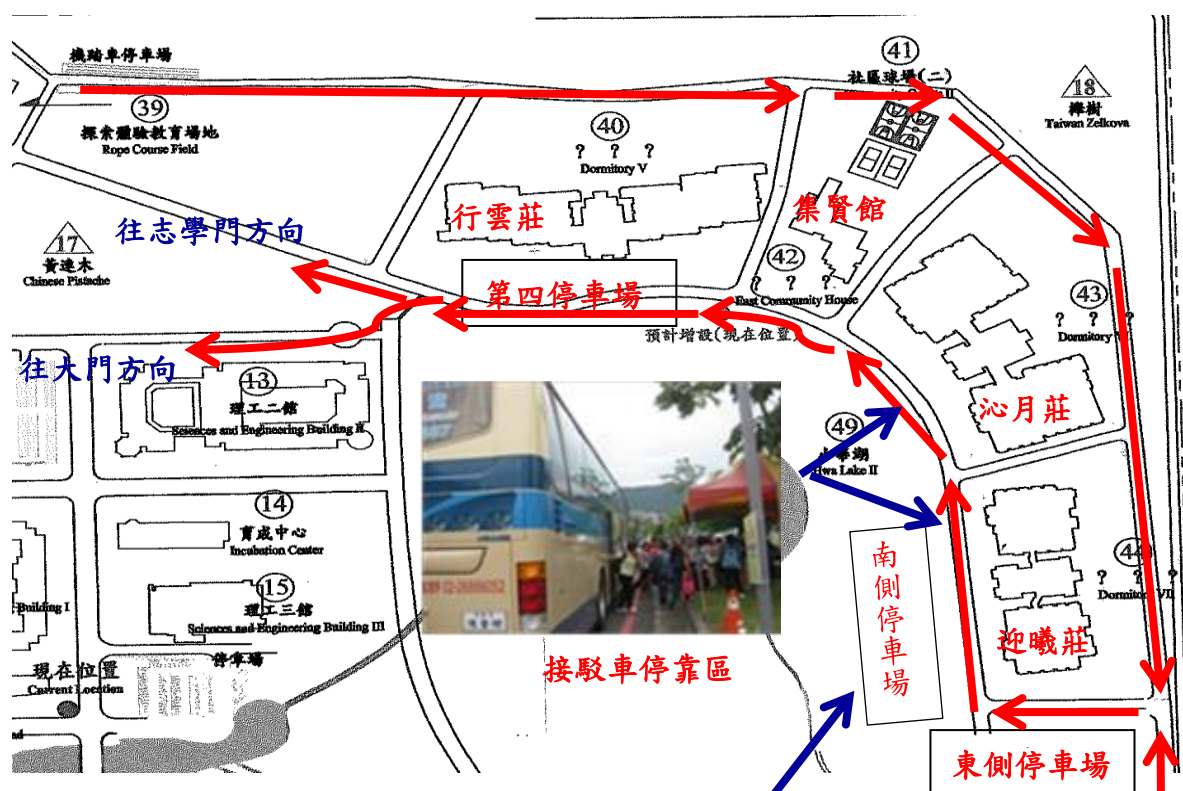 機踏車停車場
39
探索體驗教育場地
Rope Course Field
41
社區球場(二)
18
櫸樹
Taiwan Zelkova
40
? ? ?
Dormitory V
行雲莊
集賢館
往志學門方向
17
黃連木
Chinese Pistache
42
? ? ?
East Community House
第四停車場
預計增設(現在位置)
43
? ? ?
Dormitory
往大門方向
13
理工二館
Sciences and Engineering Building II
沁月莊
49
Hwa Lake II
14
育成中心
Incubation Center
南側停車場
44
? ? ?
Dormitory VII
15
理工三館
Sciences and Engineering Building III
Building I
迎曦莊
停車場
現在位置
Current Location
接駁車停靠區
東側停車場